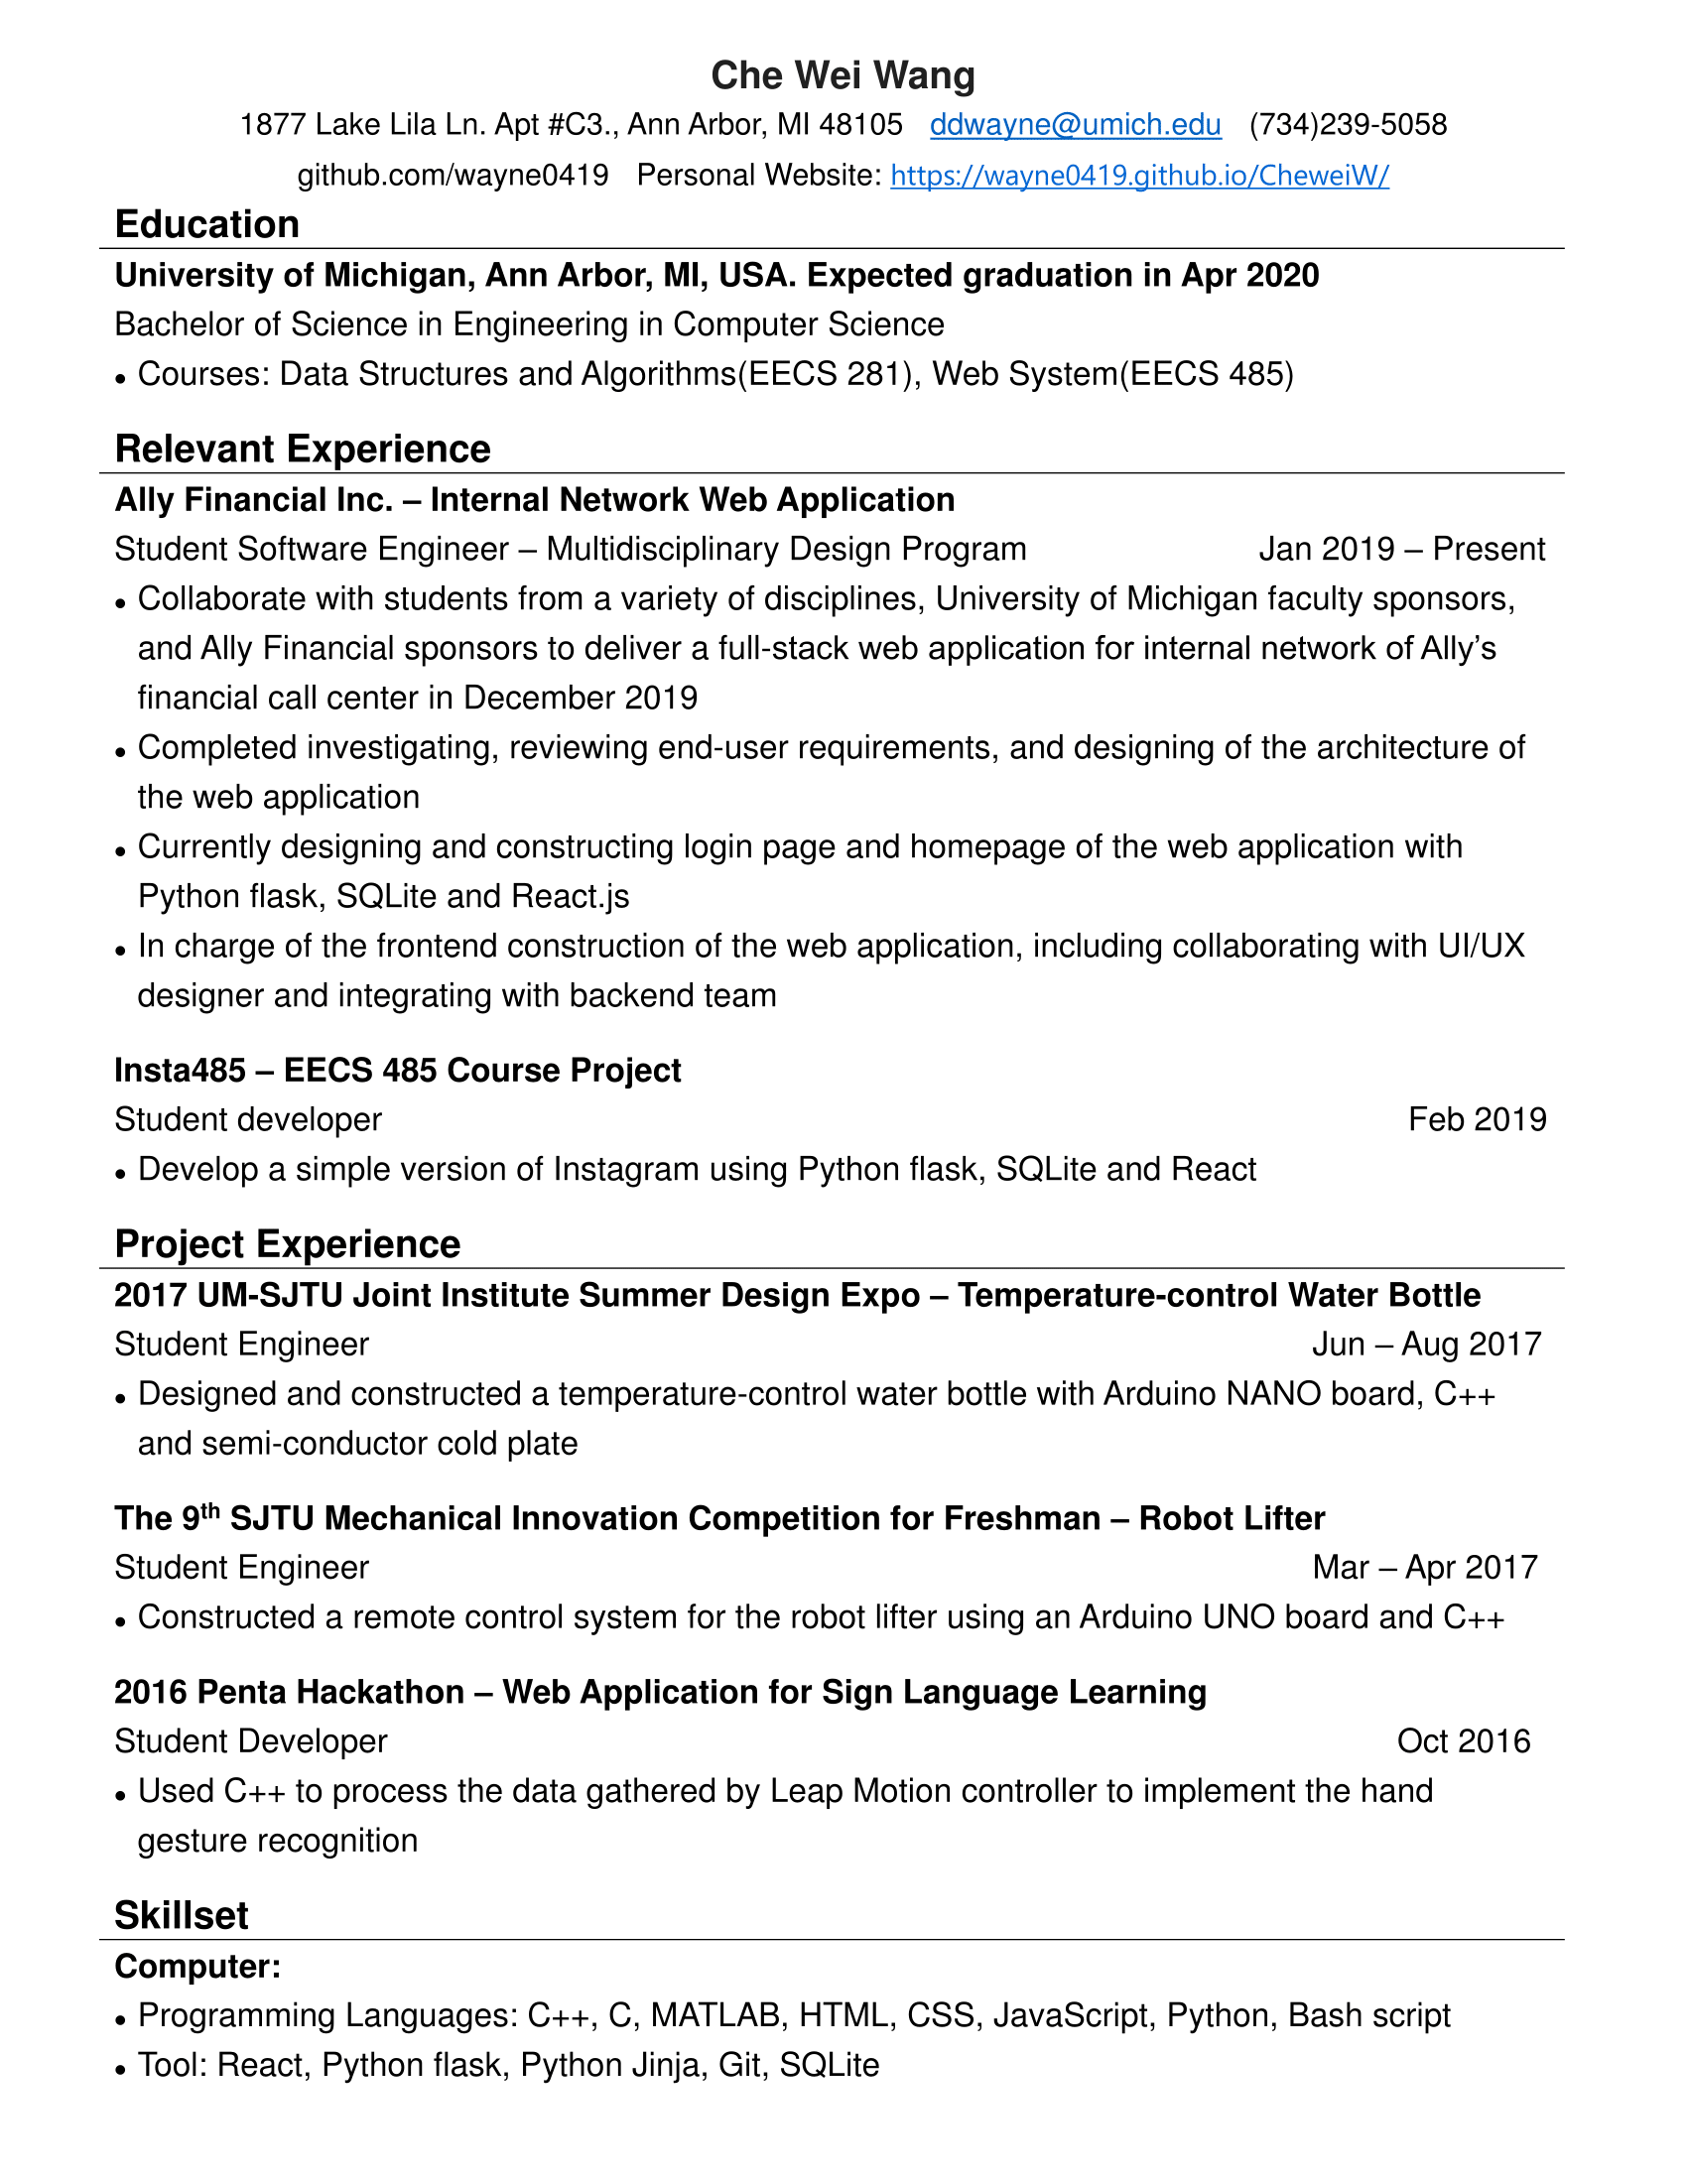 Che Wei Wang
1877 Lake Lila Ln. Apt #C3., Ann Arbor, MI 48105 ddwayne@umich.edu (734)239-5058
github.com/wayne0419 Personal Website: https://wayne0419.github.io/CheweiW/
Education
University of Michigan, Ann Arbor, MI, USA. Expected graduation in Apr 2020
Bachelor of Science in Engineering in Computer Science
• Courses: Data Structures and Algorithms(EECS 281), Web System(EECS 485)
Relevant Experience
Ally Financial Inc. – Internal Network Web Application
Student Software Engineer – Multidisciplinary Design Program Jan 2019 – Present
• Collaborate with students from a variety of disciplines, University of Michigan faculty sponsors,
and Ally Financial sponsors to deliver a full-stack web application for internal network of Ally’s
financial call center in December 2019
• Completed investigating, reviewing end-user requirements, and designing of the architecture of
the web application
• Currently designing and constructing login page and homepage of the web application with
Python flask, SQLite and React.js
• In charge of the frontend construction of the web application, including collaborating with UI/UX
designer and integrating with backend team
Insta485 – EECS 485 Course Project
Student developer Feb 2019
• Develop a simple version of Instagram using Python flask, SQLite and React
Project Experience
2017 UM-SJTU Joint Institute Summer Design Expo – Temperature-control Water Bottle
Student Engineer Jun – Aug 2017
• Designed and constructed a temperature-control water bottle with Arduino NANO board, C++
and semi-conductor cold plate
The 9th SJTU Mechanical Innovation Competition for Freshman – Robot Lifter
Student Engineer Mar – Apr 2017
• Constructed a remote control system for the robot lifter using an Arduino UNO board and C++
2016 Penta Hackathon – Web Application for Sign Language Learning
Student Developer Oct 2016
• Used C++ to process the data gathered by Leap Motion controller to implement the hand
gesture recognition
Skillset
Computer:
• Programming Languages: C++, C, MATLAB, HTML, CSS, JavaScript, Python, Bash script
• Tool: React, Python flask, Python Jinja, Git, SQLite